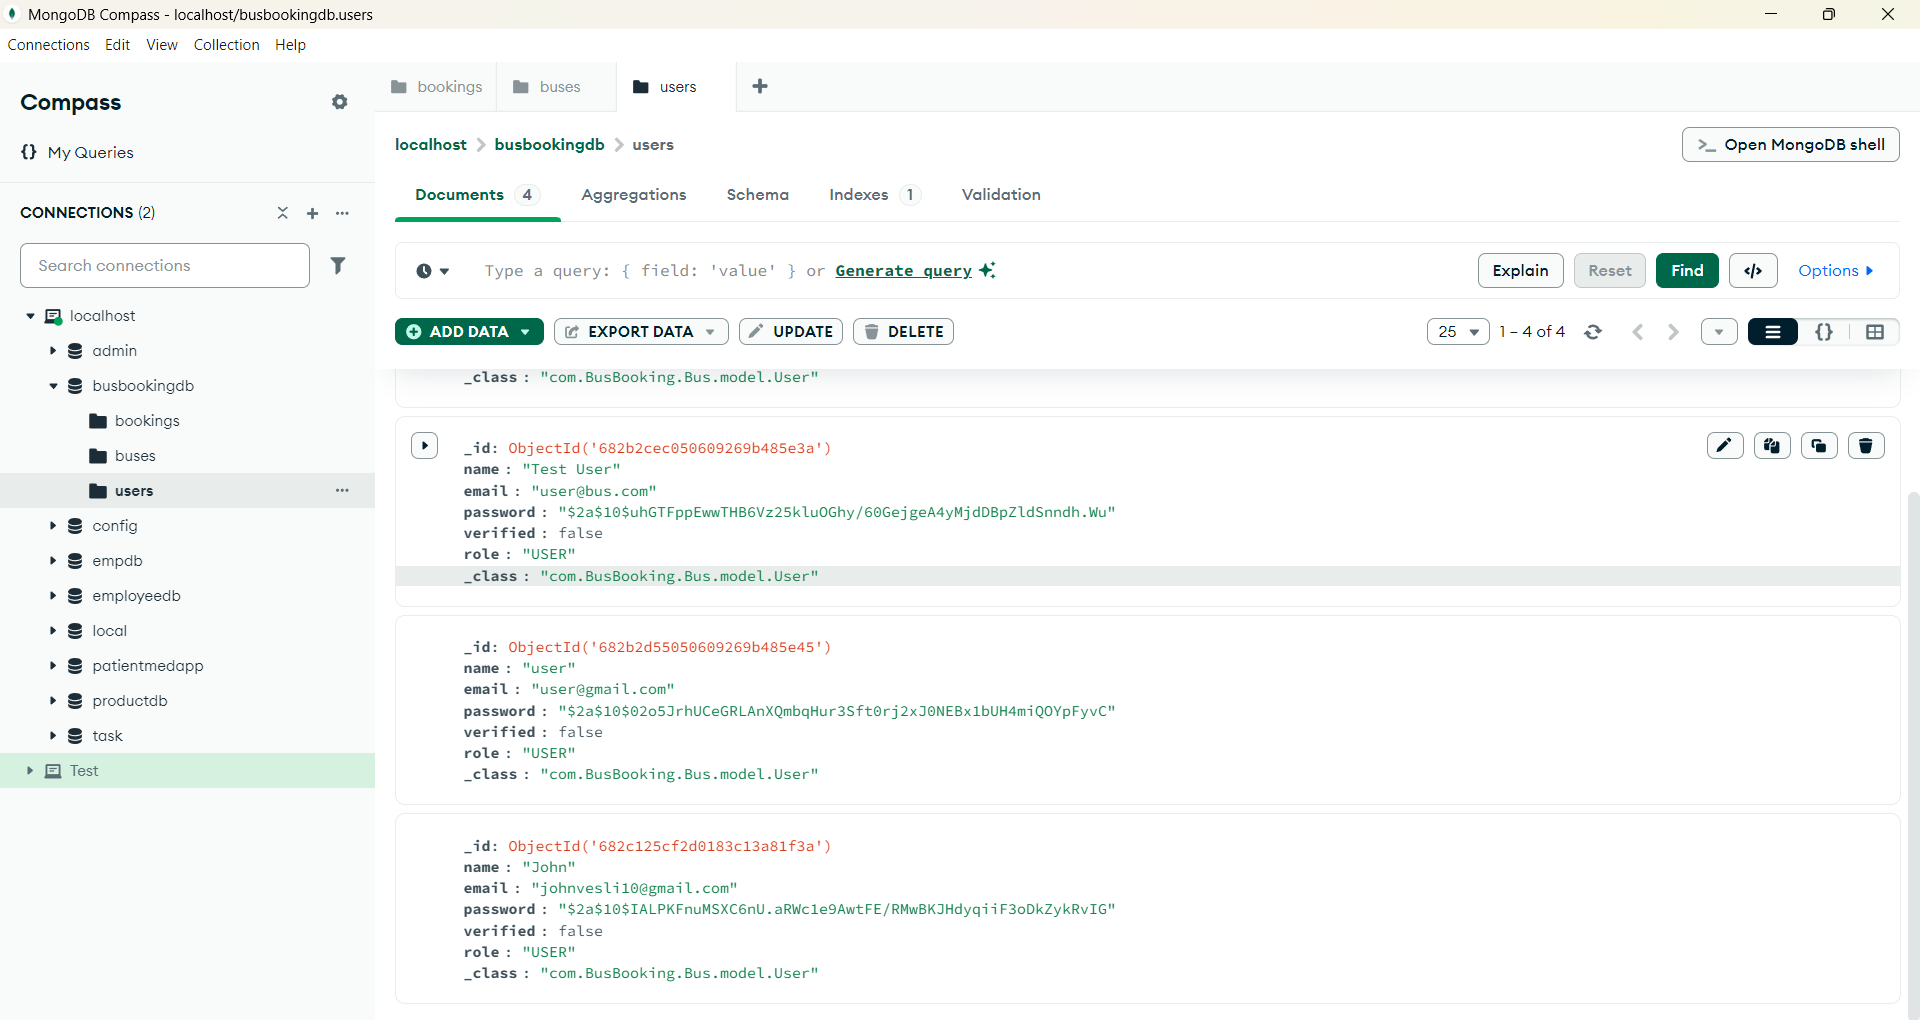 MongoDB Compass - localhost/busbookingdb.users
Connections Edit View Collection Help
Compass
{} My Queries
CONNECTIONS (2)
Search connections
localhost
admin
busbookingdb
bookings
buses
users
config
empdb
employeedb
local
patientmedapp
productdb
task
Test
bookings buses users
localhost > busbookingdb > users
>_ Open MongoDB shell
Documents 4 Aggregations Schema Indexes 1 Validation
Type a query: { field: 'value' } or Generate query
Explain Reset Find </> Options
ADD DATA EXPORT DATA UPDATE DELETE
25 1 – 4 of 4 {}
_class : "com.BusBooking.Bus.model.User"
_id: ObjectId('682b2cec050609269b485e3a')
name : "Test User"
email : "user@bus.com"
password : "$2a$10$uhGTFppEwwTHB6Vz25kluOGhy/60GejgeA4yMjdDBpZldSnndh.Wu"
verified : false
role : "USER"
_class : "com.BusBooking.Bus.model.User"
_id: ObjectId('682b2d55050609269b485e45')
name : "user"
email : "user@gmail.com"
password : "$2a$10$02o5JrhUCeGRLAnXQmbqHur3Sft0rj2xJ0NEBx1bUH4miQOYpFyvC"
verified : false
role : "USER"
_class : "com.BusBooking.Bus.model.User"
_id: ObjectId('682c125cf2d0183c13a81f3a')
name : "John"
email : "johnvesli10@gmail.com"
password : "$2a$10$IALPKFnuMSXC6nU.aRWc1e9AwtFE/RMwBKJHdyqiiF3oDkZykRvIG"
verified : false
role : "USER"
_class : "com.BusBooking.Bus.model.User"